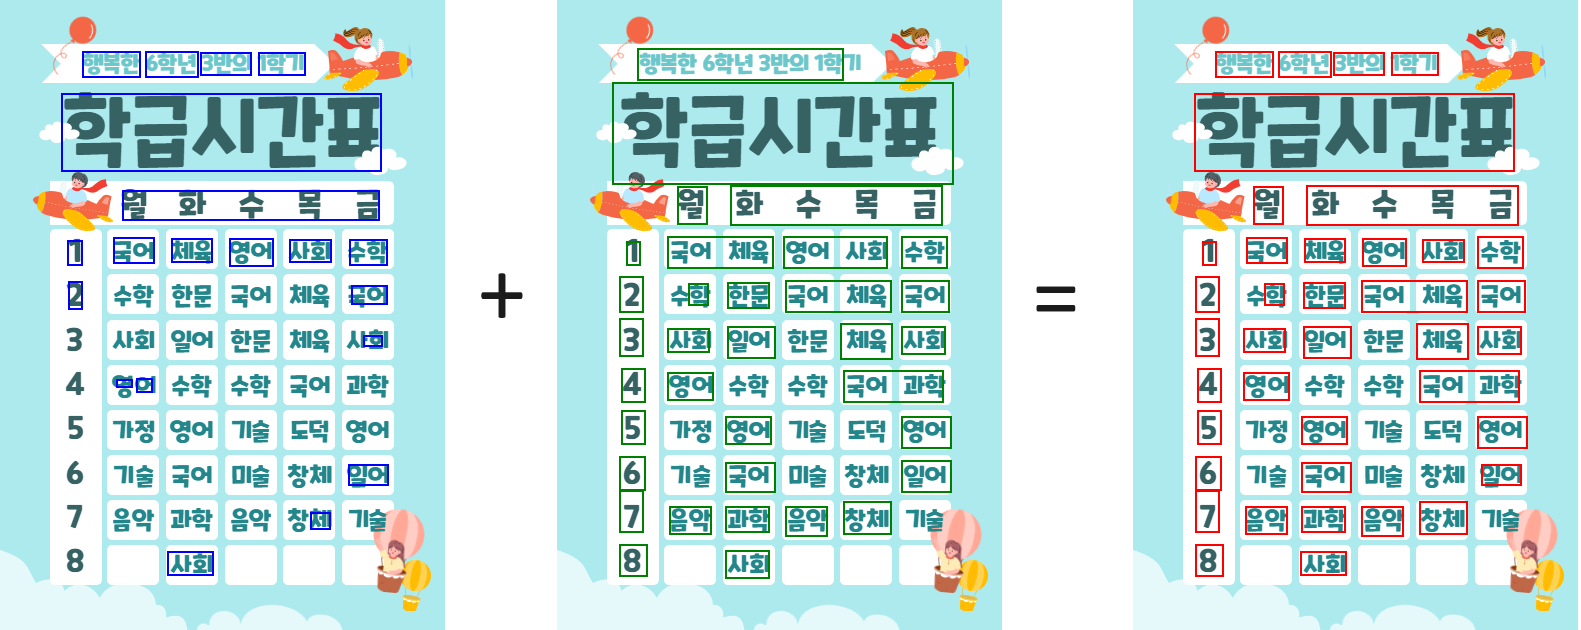 행복한 6학년 3반의 1학기
학급시간표
월 화 수 목 금
1 국어 체육 영어 사회 수학
2 수학 한문 국어 체육 국어
3 사회 일어 한문 체육 사회
4 영어 수학 수학 국어 과학
5 가정 영어 기술 도덕 영어
6 기술 국어 미술 창체 일어
7 음악 과학 음악 창체 기술
8 사회
+
행복한 6학년 3반의 1학기
학급시간표
월 화 수 목 금
1 국어 체육 영어 사회 수학
2 수학 한문 국어 체육 국어
3 사회 일어 한문 체육 사회
4 영어 수학 수학 국어 과학
5 가정 영어 기술 도덕 영어
6 기술 국어 미술 창체 일어
7 음악 과학 음악 창체 기술
8 사회
=
행복한 6학년 3반의 1학기
학급시간표
월 화 수 목 금
1 국어 체육 영어 사회 수학
2 수학 한문 국어 체육 국어
3 사회 일어 한문 체육 사회
4 영어 수학 수학 국어 과학
5 가정 영어 기술 도덕 영어
6 기술 국어 미술 창체 일어
7 음악 과학 음악 창체 기술
8 사회